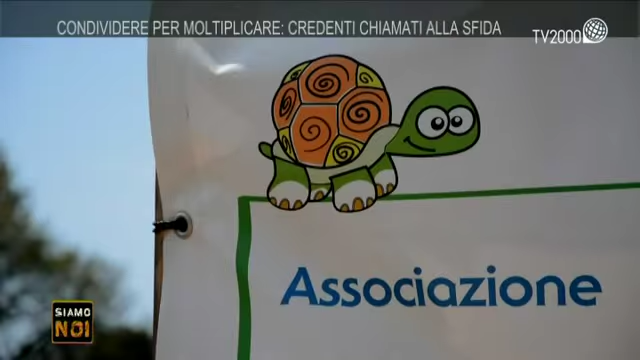 CONDIVIDERE PER MOLTIPLICARE: CREDENTI CHIAMATI ALLA SFIDA
TV2000
Associazione
SIAMO
NOI